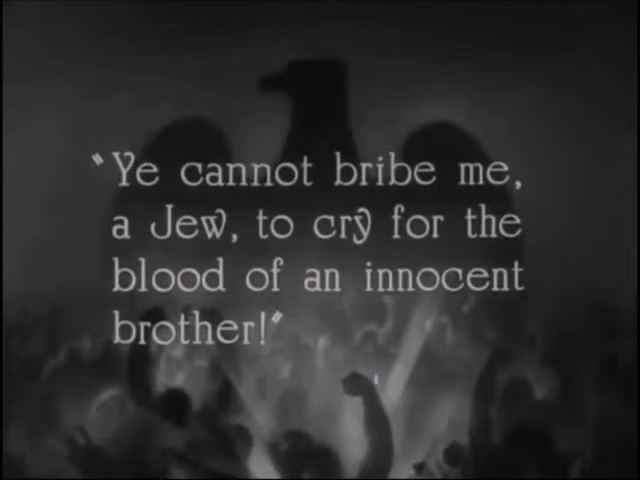 "Ye cannot bribe me,
a Jew, to cry for the
blood of an innocent
brother!"